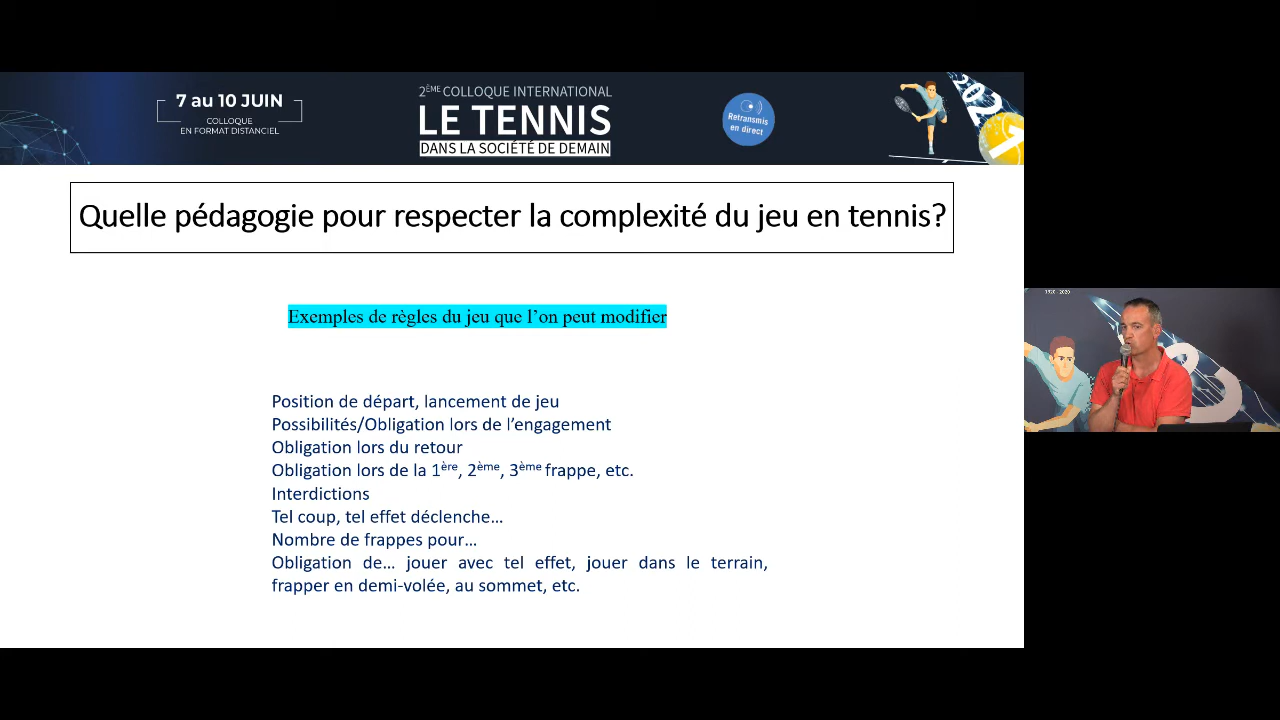 7 au 10 JUIN
COLLOQUE
EN FORMAT DISTANCIEL
2ÈME COLLOQUE INTERNATIONAL
LE TENNIS
DANS LA SOCIÉTÉ DE DEMAIN
Retransmis
en direct
2021
Quelle pédagogie pour respecter la complexité du jeu en tennis?
Exemples de règles du jeu que l'on peut modifier
Position de départ, lancement de jeu
Possibilités/Obligation lors de l'engagement
Obligation lors du retour
Obligation lors de la 1ère, 2ème, 3ème frappe, etc.
Interdictions
Tel coup, tel effet déclenche…
Nombre de frappes pour…
Obligation de… jouer avec tel effet, jouer dans le terrain,
frapper en demi-volée, au sommet, etc.
1920 - 2020